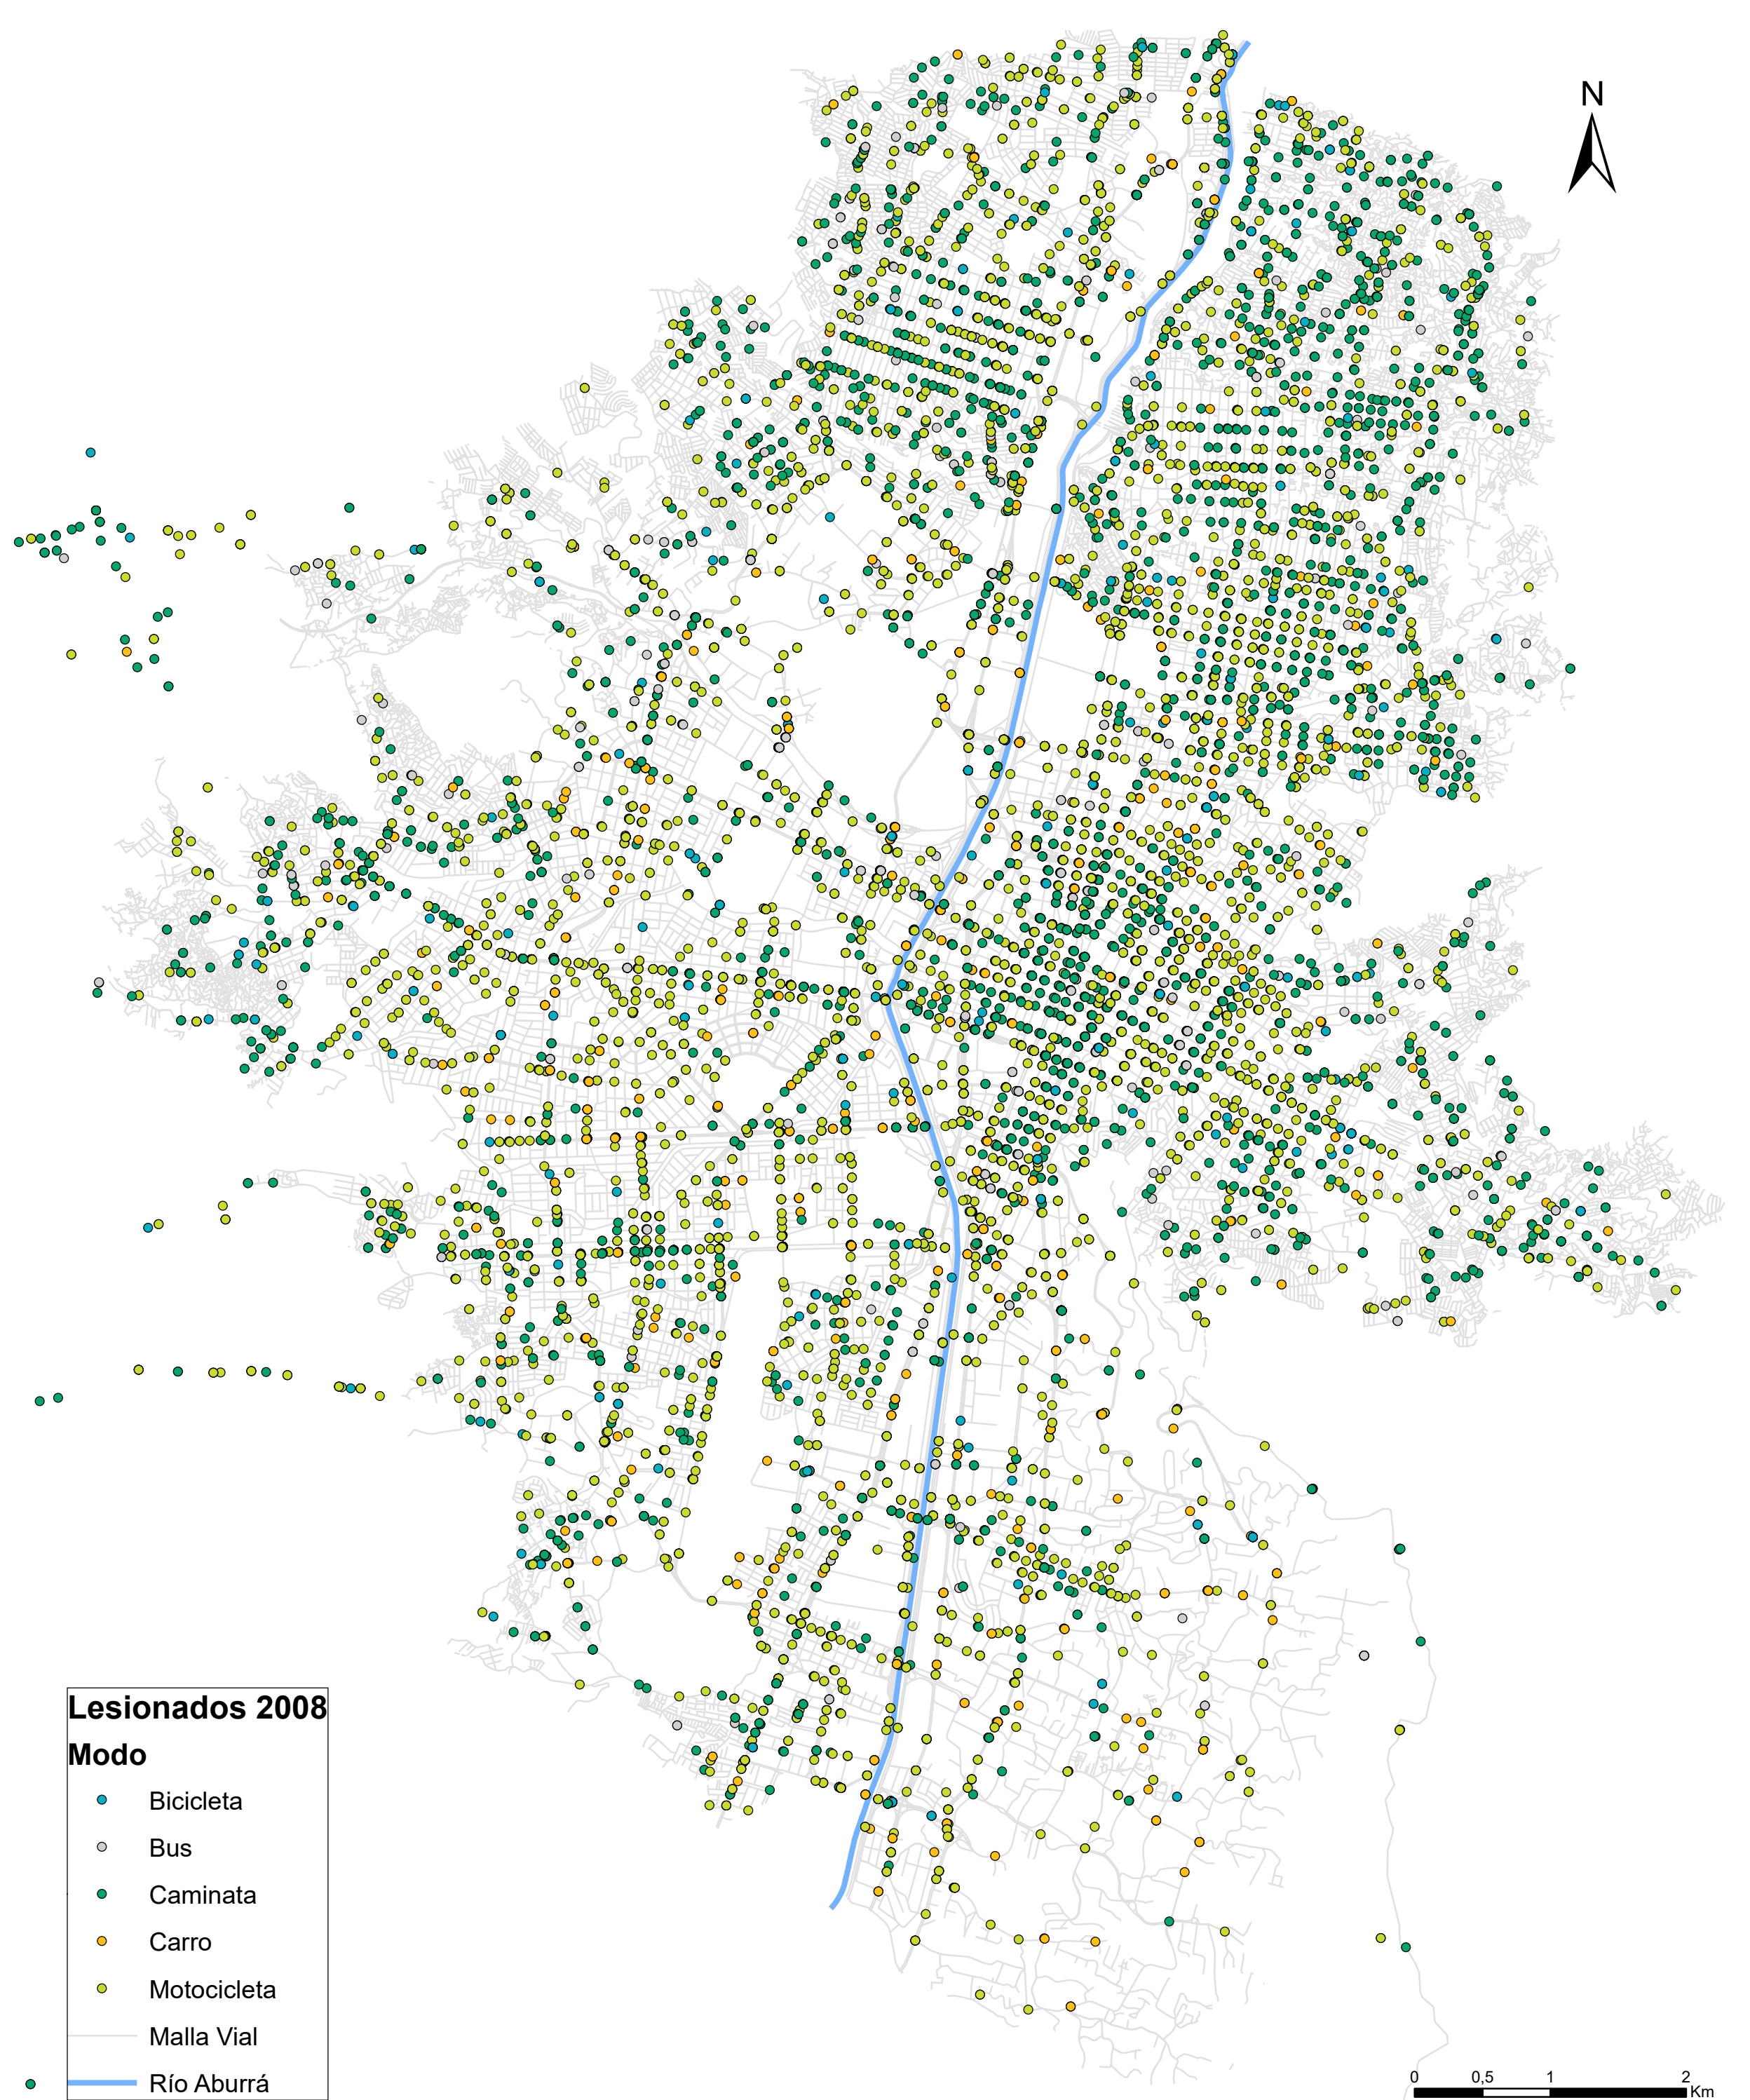 N
Lesionados 2008
Modo
Bicicleta
Bus
Caminata
Carro
Motocicleta
Malla Vial
Río Aburrá
0 0,5 1 2
Km